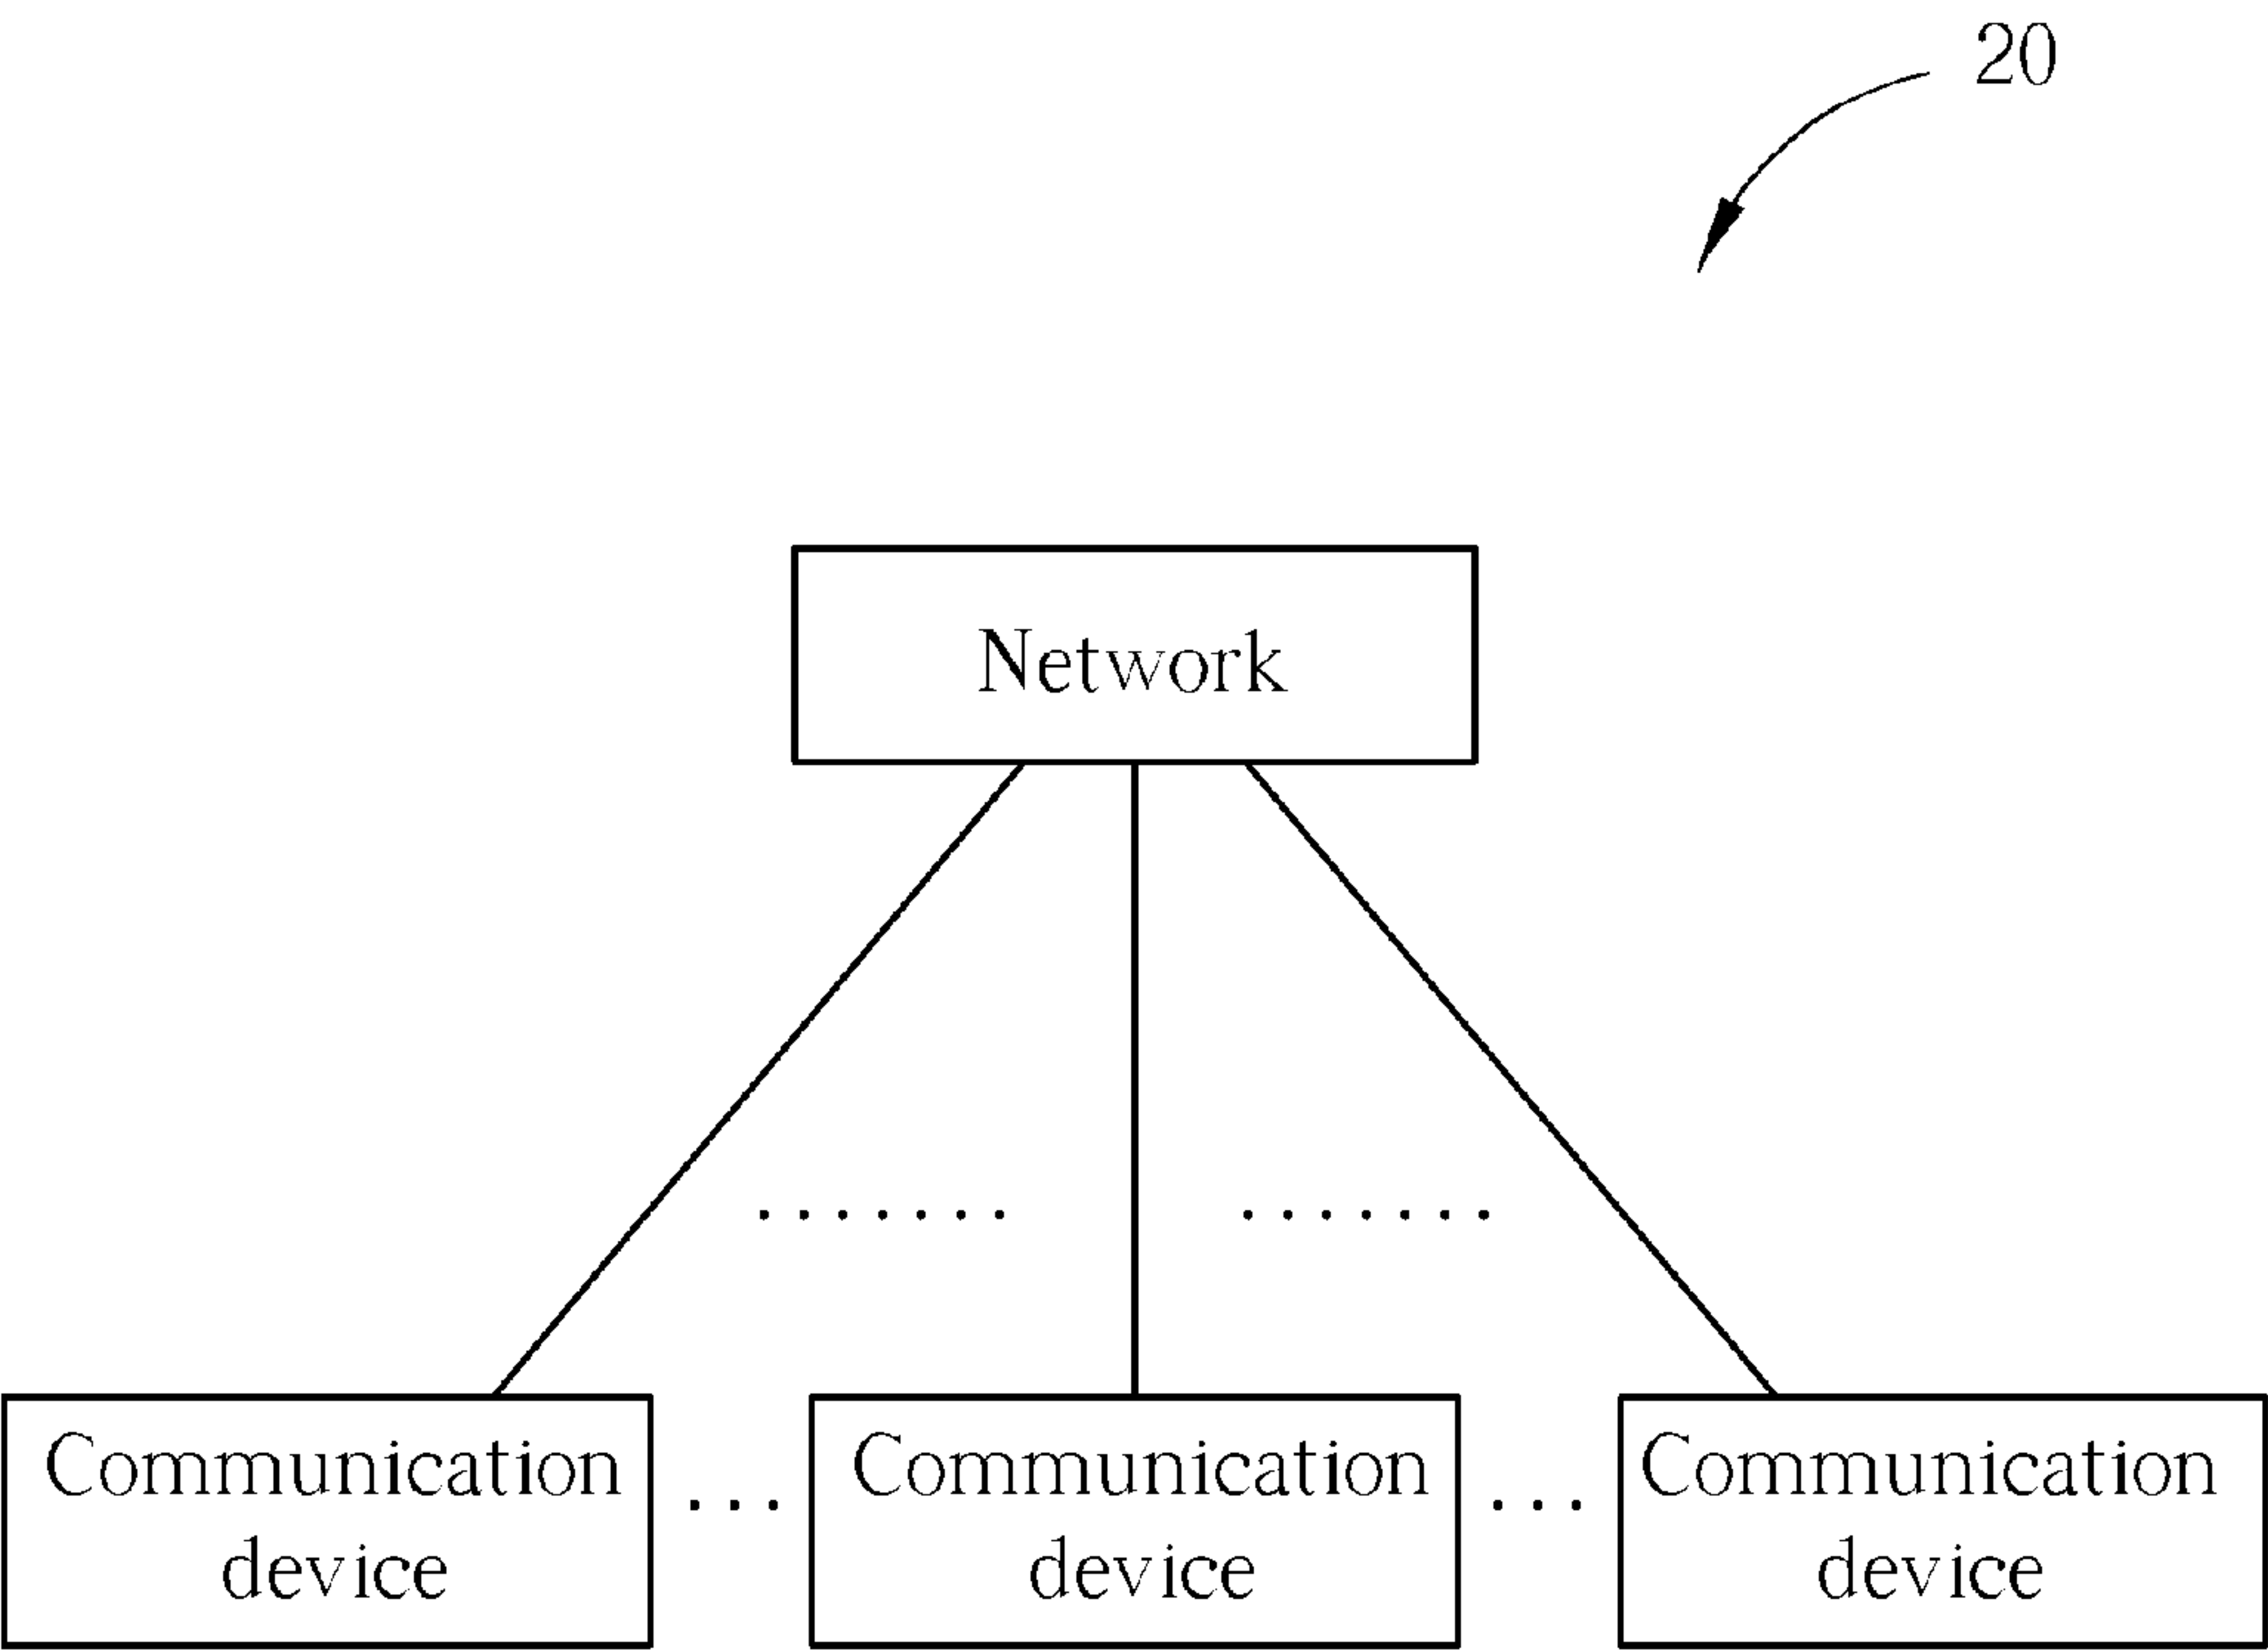 20
Network
Communication
device
Communication
device
Communication
device